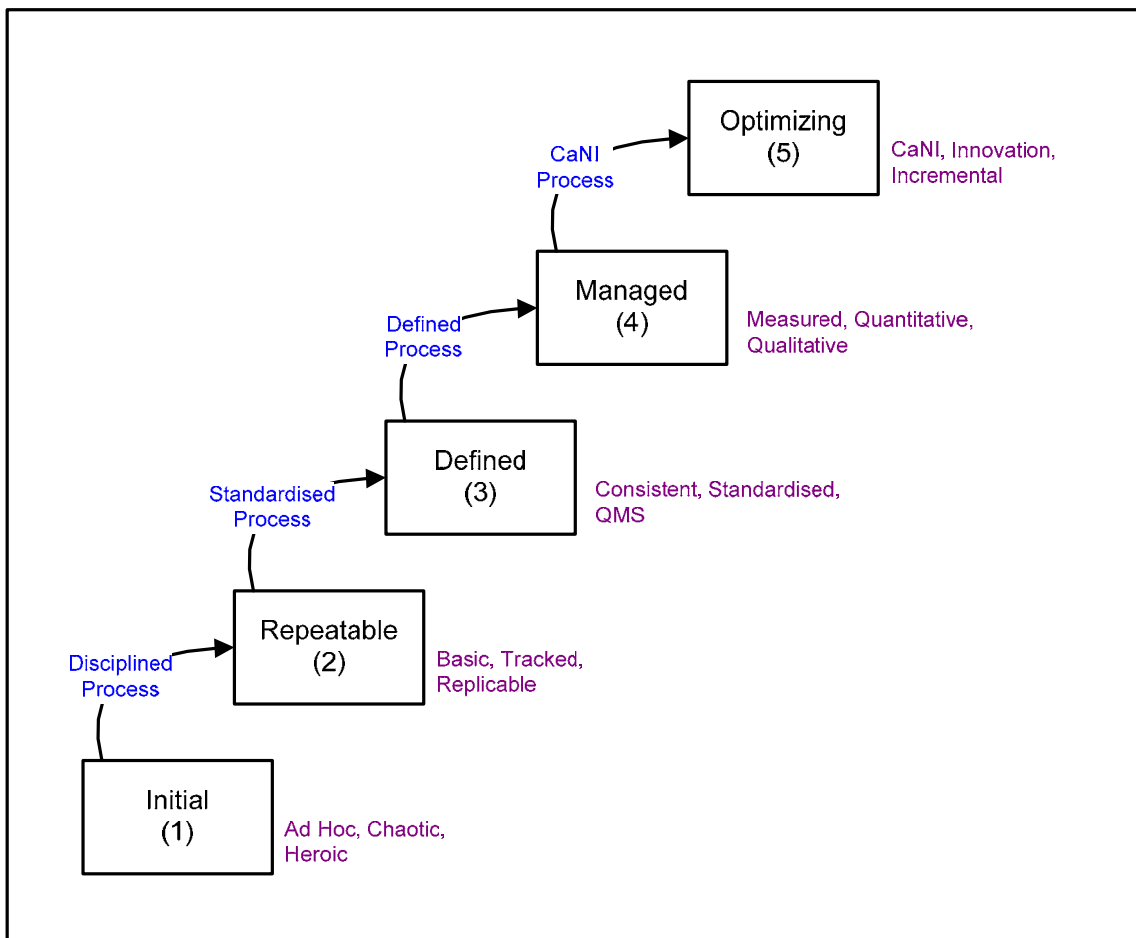 Optimizing
(5)
CaNI, Innovation,
Incremental
CaNI
Process
Managed
(4)
Measured, Quantitative,
Qualitative
Defined
Process
Defined
(3)
Consistent, Standardised,
QMS
Standardised
Process
Repeatable
(2)
Basic, Tracked,
Replicable
Disciplined
Process
Initial
(1)
Ad Hoc, Chaotic,
Heroic